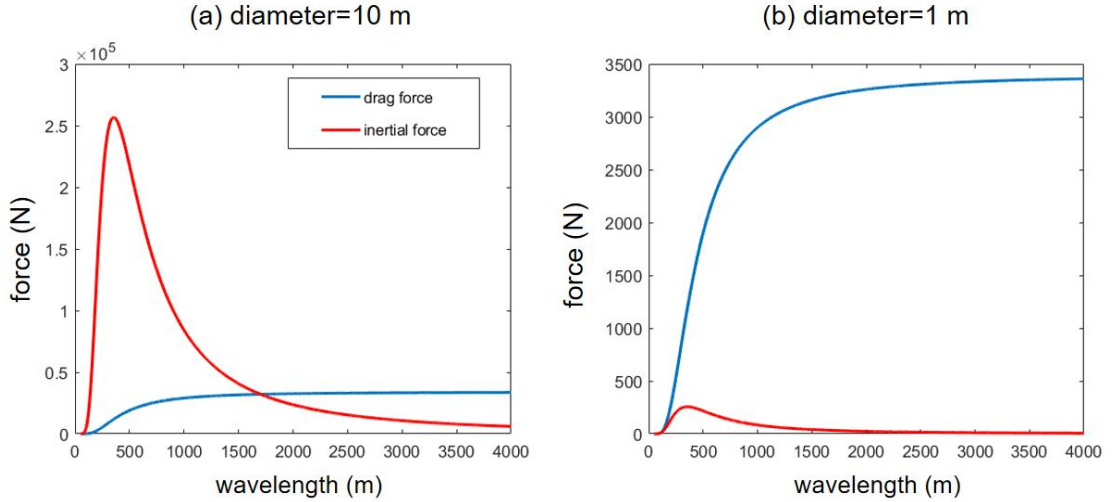 (a) diameter=10 m
×10⁵
3
2.5
2
1.5
1
0.5
0
force (N)
drag force
inertial force
0 500 1000 1500 2000 2500 3000 3500 4000
wavelength (m)
(b) diameter=1 m
3500
3000
2500
2000
1500
1000
500
0
force (N)
0 500 1000 1500 2000 2500 3000 3500 4000
wavelength (m)